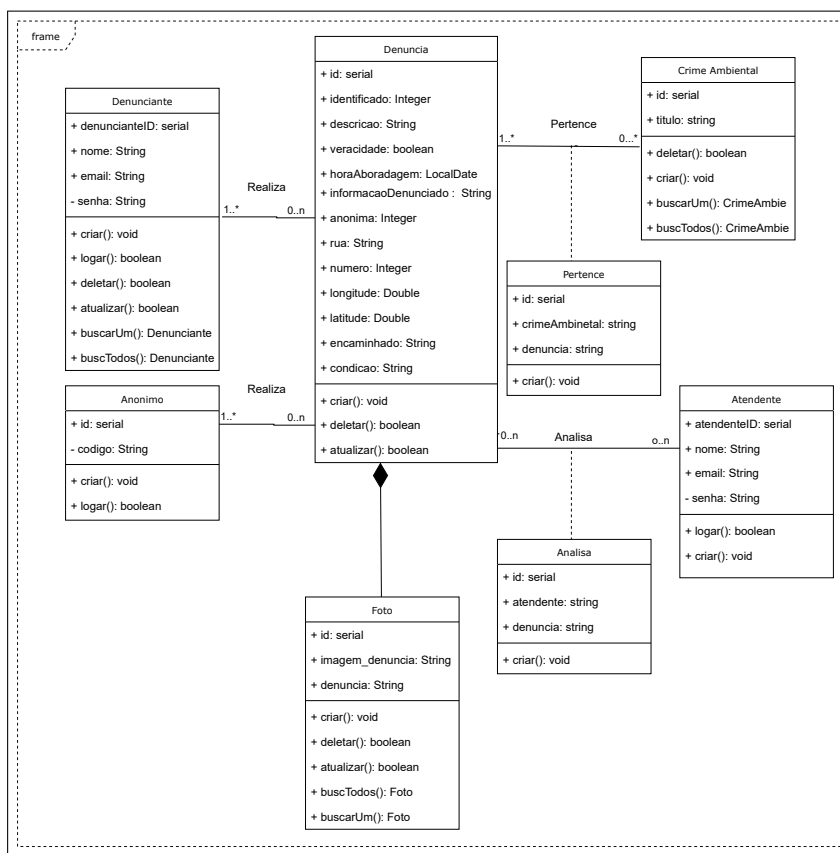 frame
Denunciante
+ denuncianteID: serial
+ nome: String
+ email: String
- senha: String
+ criar(): void
+ logar(): boolean
+ deletar(): boolean
+ atualizar(): boolean
+ buscarUm(): Denunciante
+ buscTodos(): Denunciante
Realiza
1..*
0..n
Anonimo
+ id: serial
- codigo: String
+ criar(): void
+ logar(): boolean
Realiza
1..*
0..n
Denuncia
+ id: serial
+ identificado: Integer
+ descricao: String
+ veracidade: boolean
+ horaAboradagem: LocalDate
+ informacaoDenunciado : String
+ anonima: Integer
+ rua: String
+ numero: Integer
+ longitude: Double
+ latitude: Double
+ encaminhado: String
+ condicao: String
+ criar(): void
+ deletar(): boolean
+ atualizar(): boolean
Pertence
1..*
0...*
Crime Ambiental
+ id: serial
+ titulo: string
+ deletar(): boolean
+ criar(): void
+ buscarUm(): CrimeAmbie
+ buscTodos(): CrimeAmbie
Pertence
+ id: serial
+ crimeAmbinetal: string
+ denuncia: string
+ criar(): void
0..n
Analisa
o..n
Atendente
+ atendenteID: serial
+ nome: String
+ email: String
- senha: String
+ logar(): boolean
+ criar(): void
Analisa
+ id: serial
+ atendente: string
+ denuncia: string
+ criar(): void
Foto
+ id: serial
+ imagem_denuncia: String
+ denuncia: String
+ criar(): void
+ deletar(): boolean
+ atualizar(): boolean
+ buscTodos(): Foto
+ buscarUm(): Foto